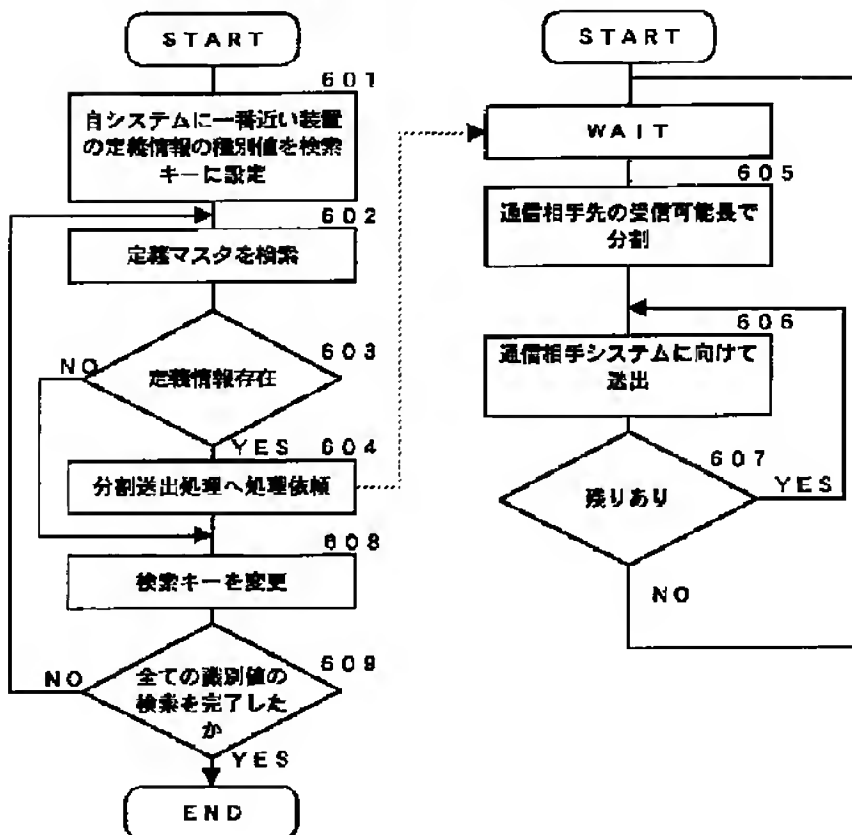 START
601
自システムに一番近い装置
の定義情報の種別値を検索
キーに設定
602
定義マスタを検索
603
定義情報存在
NO
YES
604
分割送出処理へ処理依頼
608
検索キーを変更
609
全ての識別値の
検索を完了した
か
NO
YES
END
START
WAIT
605
通信相手先の受信可能長で
分割
606
通信相手システムに向けて
送出
607
残りあり
YES
NO